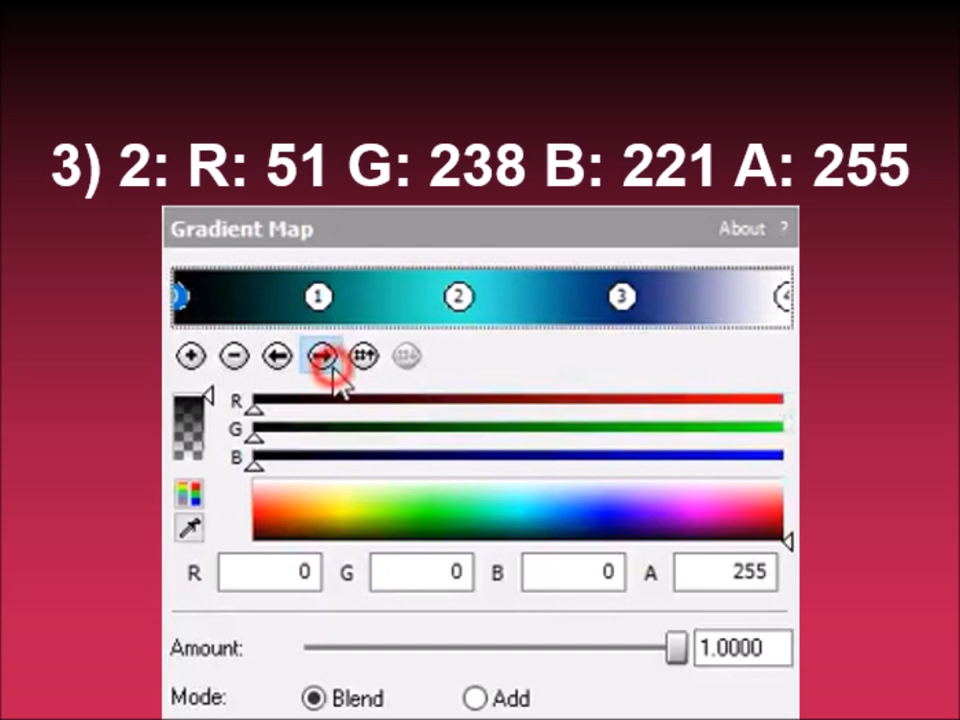 3) 2: R: 51 G: 238 B: 221 A: 255
Gradient Map About ?
1 2 3 4
R
G
B
R 0 G 0 B 0 A 255
Amount: 1.0000
Mode: Blend Add